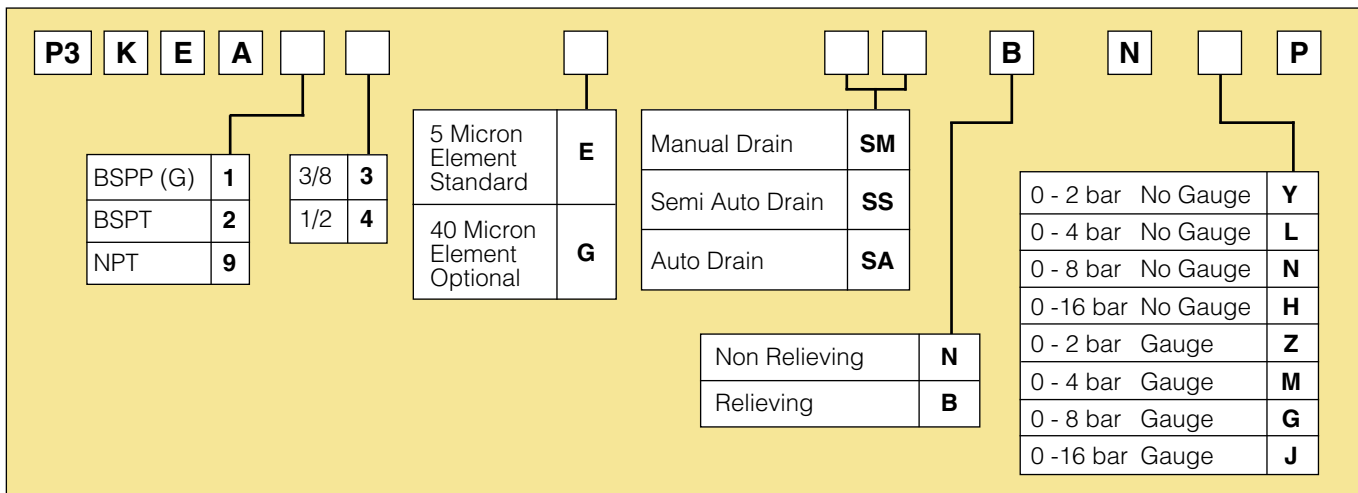 P3 K E A B N P
BSPP (G) 1
BSPT 2
NPT 9
3/8 3
1/2 4
5 Micron
Element
Standard
E
40 Micron
Element
Optional
G
Manual Drain SM
Semi Auto Drain SS
Auto Drain SA
Non Relieving N
Relieving B
0 - 2 bar No Gauge Y
0 - 4 bar No Gauge L
0 - 8 bar No Gauge N
0 -16 bar No Gauge H
0 - 2 bar Gauge Z
0 - 4 bar Gauge M
0 - 8 bar Gauge G
0 -16 bar Gauge J